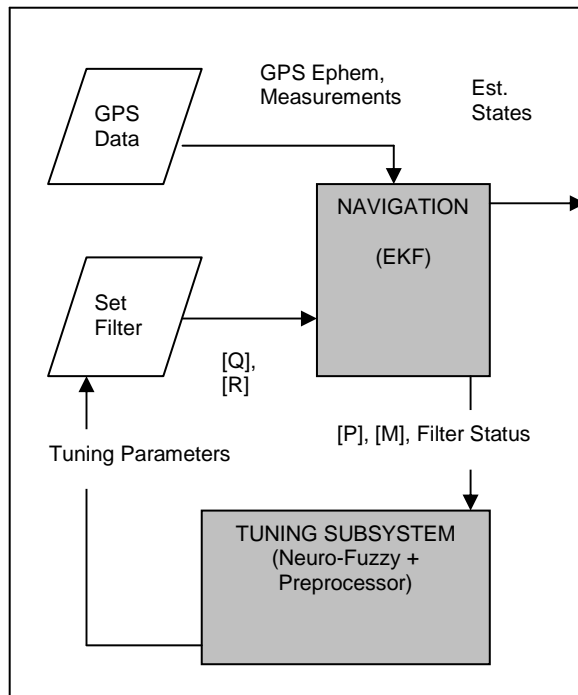 GPS
Data
GPS Ephem,
Measurements
Est.
States
NAVIGATION
(EKF)
Set
Filter
[Q],
[R]
[P], [M], Filter Status
Tuning Parameters
TUNING SUBSYSTEM
(Neuro-Fuzzy +
Preprocessor)